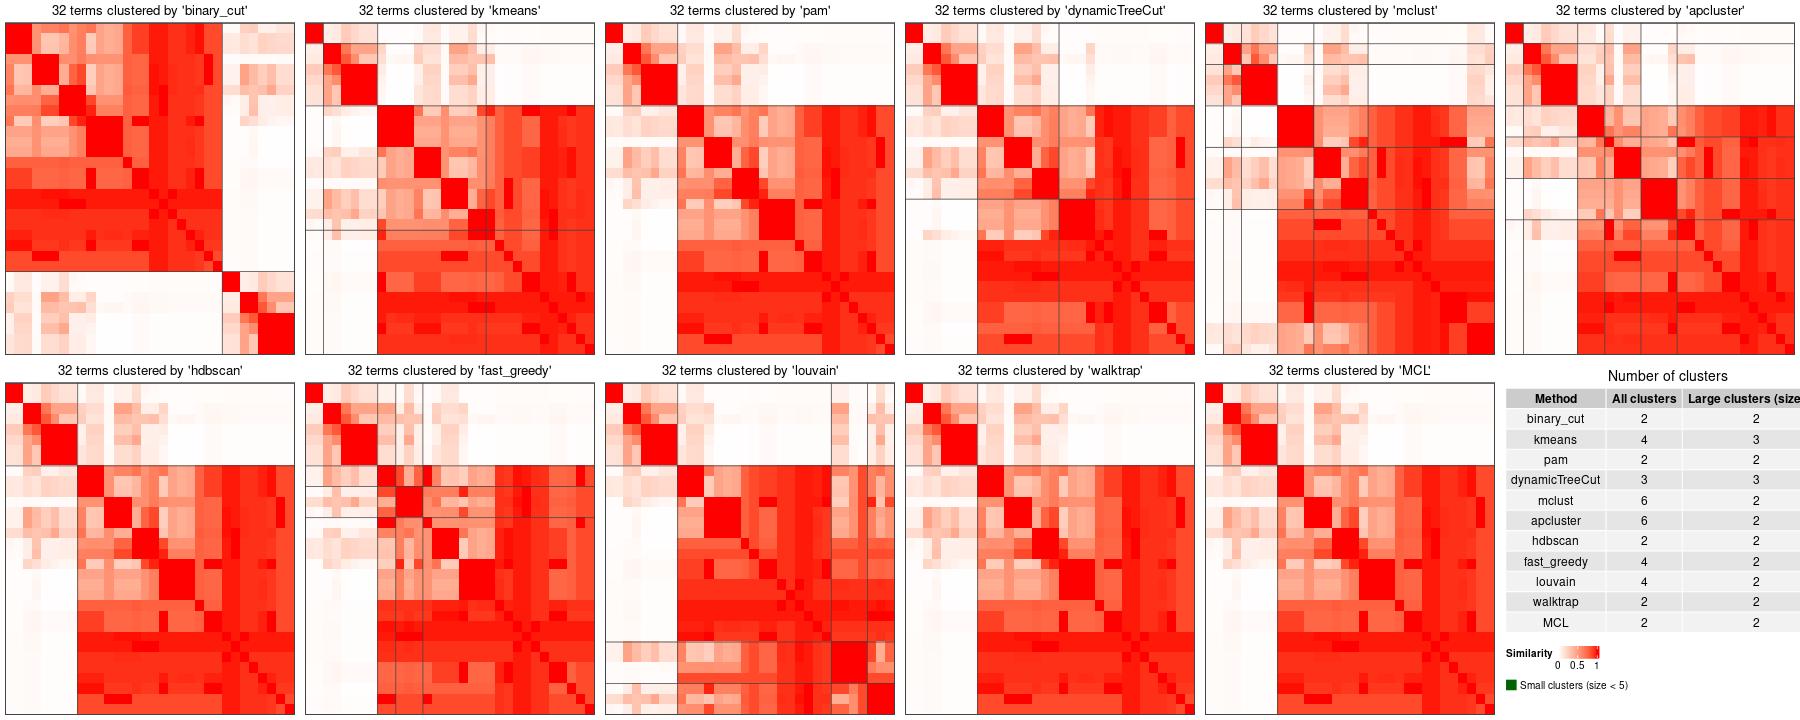 32 terms clustered by 'binary_cut'
32 terms clustered by 'kmeans'
32 terms clustered by 'pam'
32 terms clustered by 'dynamicTreeCut'
32 terms clustered by 'mclust'
32 terms clustered by 'apcluster'
32 terms clustered by 'hdbscan'
32 terms clustered by 'fast_greedy'
32 terms clustered by 'louvain'
32 terms clustered by 'walktrap'
32 terms clustered by 'MCL'
Number of clusters
Method All clusters Large clusters (size
binary_cut 2 2
kmeans 4 3
pam 2 2
dynamicTreeCut 3 3
mclust 6 2
apcluster 6 2
hdbscan 2 2
fast_greedy 4 2
louvain 4 2
walktrap 2 2
MCL 2 2
Similarity
0 0.5 1
Small clusters (size < 5)